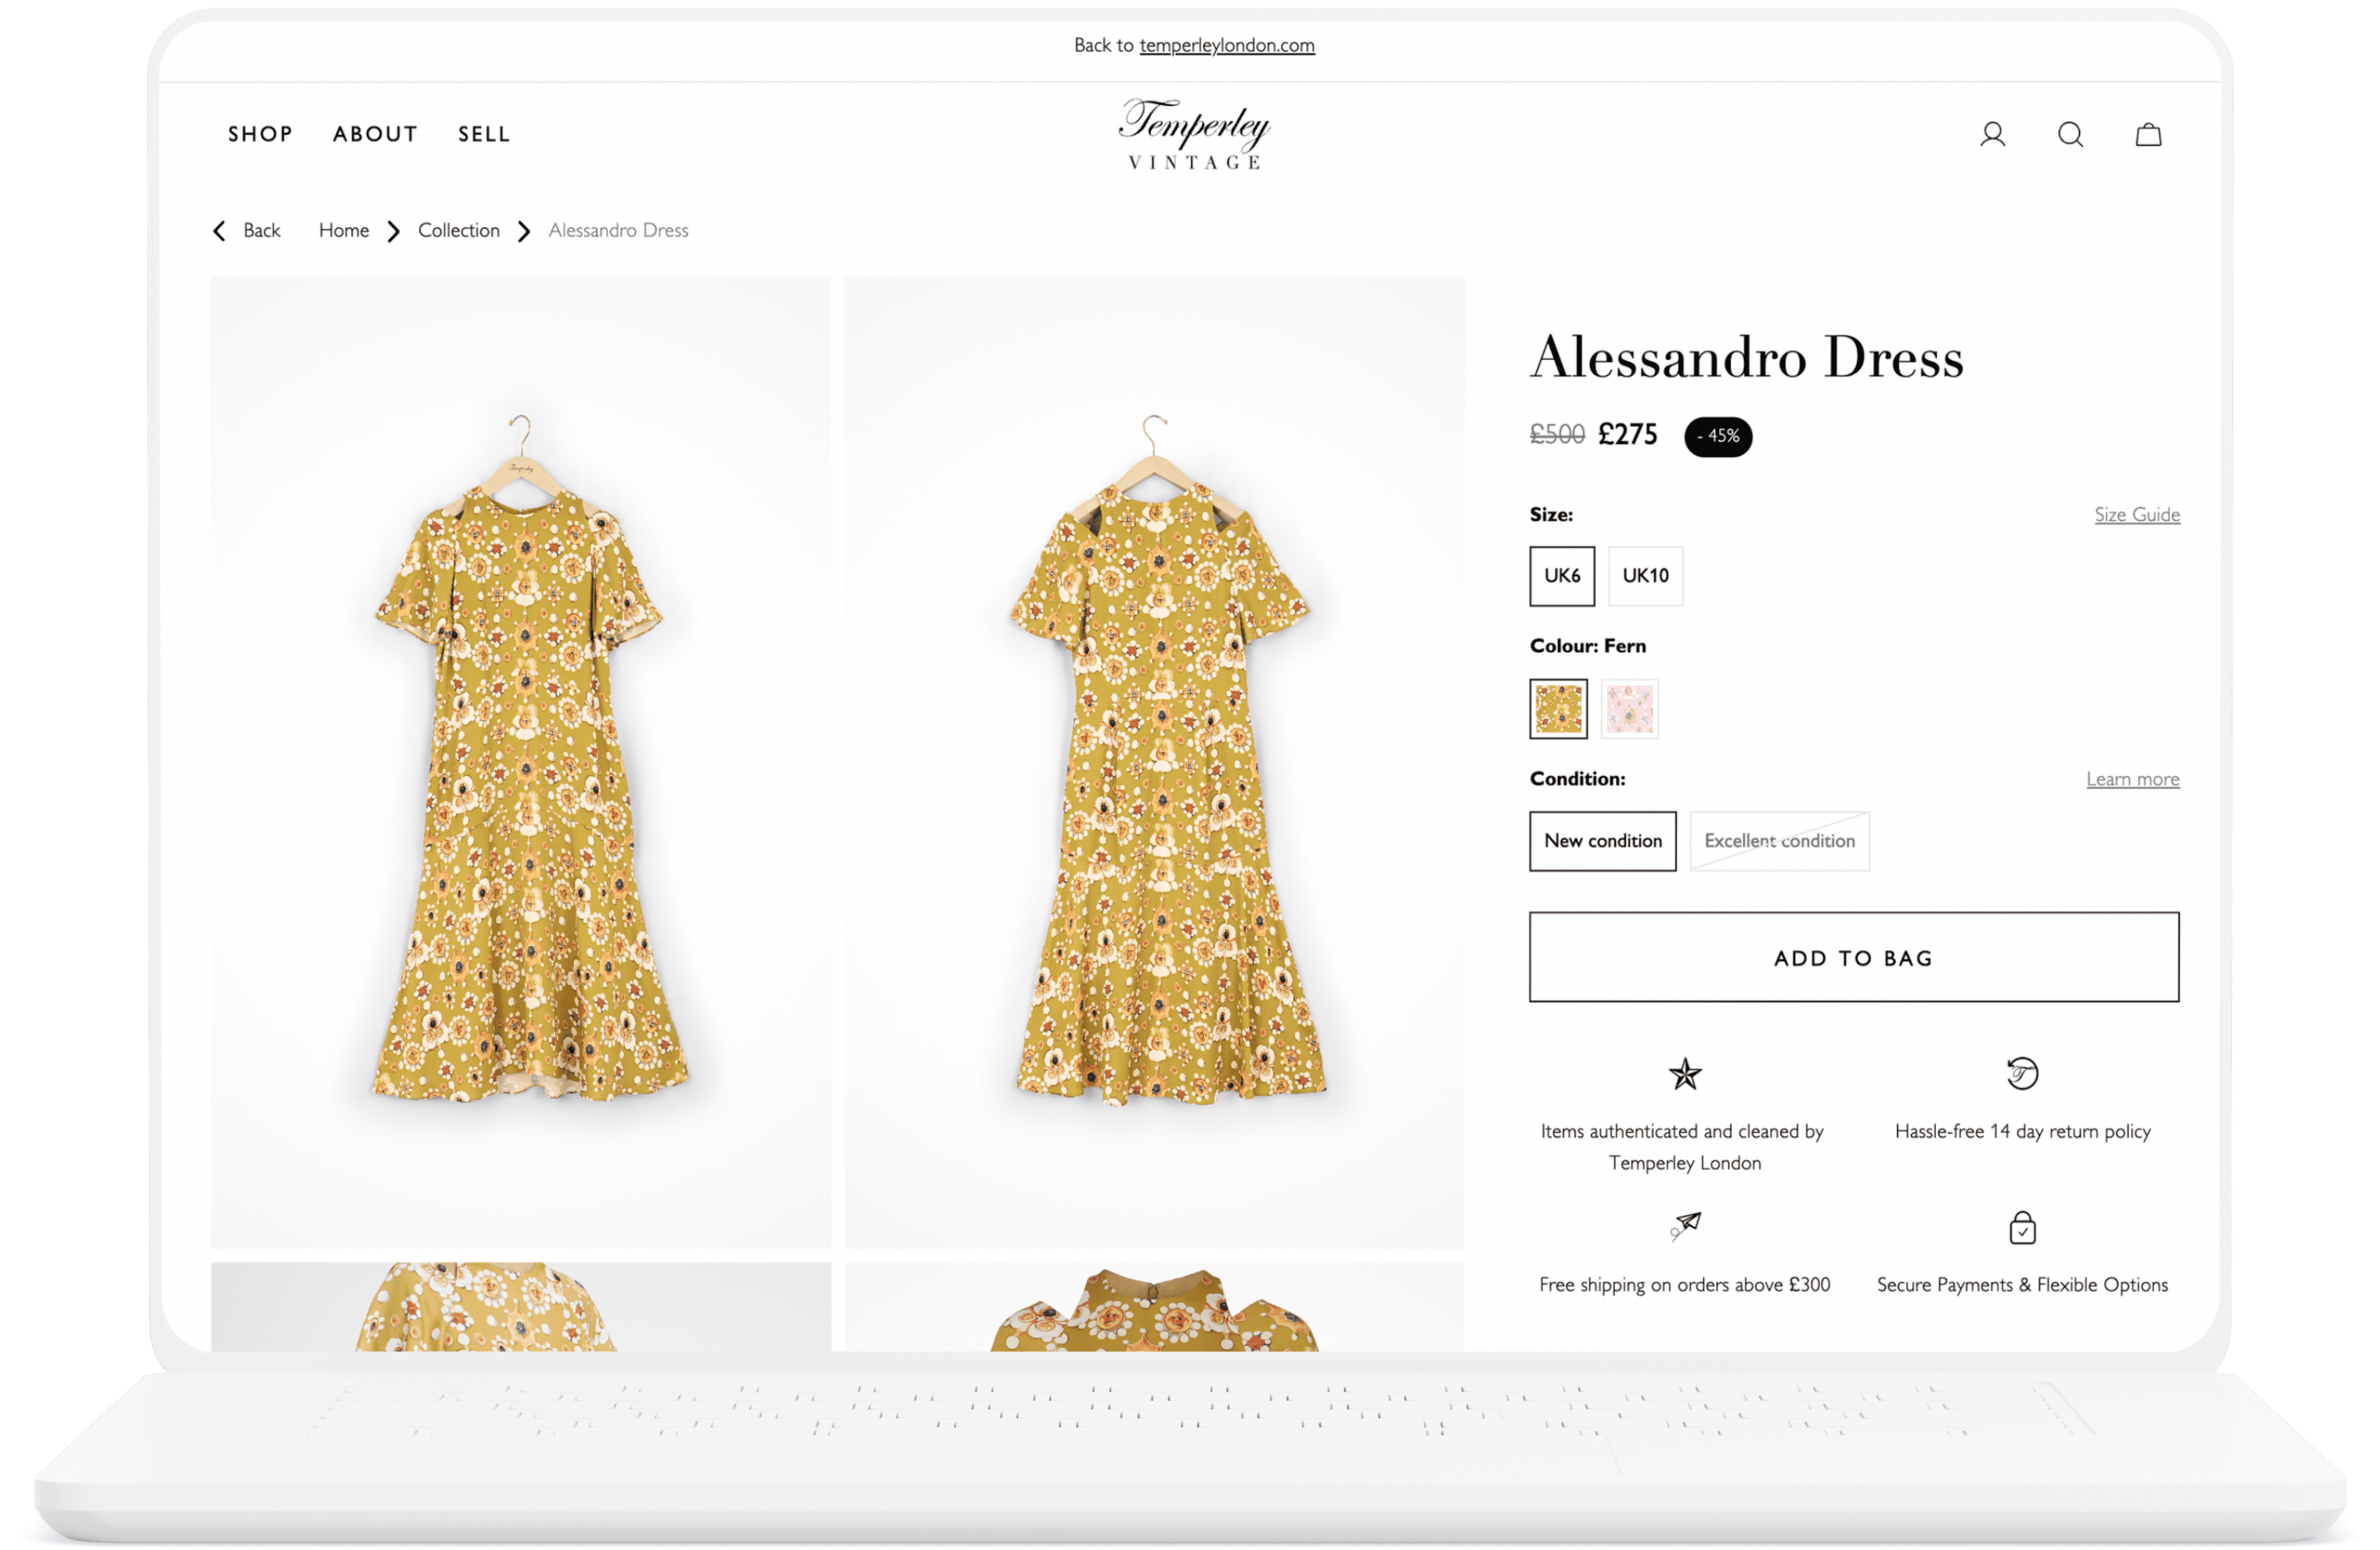 Back to temperleylondon.com
SHOP ABOUT SELL
Temperley
VINTAGE
Back Home Collection Alessandro Dress
Temperley
Alessandro Dress
£500 £275 - 45%
Size: Size Guide
UK6 UK10
Colour: Fern
Condition: Learn more
New condition Excellent condition
ADD TO BAG
Items authenticated and cleaned by
Temperley London
Hassle-free 14 day return policy
Free shipping on orders above £300
Secure Payments & Flexible Options